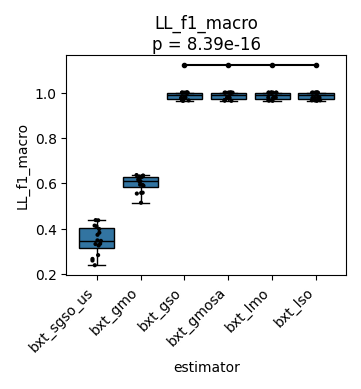 LL_f1_macro
p = 8.39e-16
LL_f1_macro
1.0
0.8
0.6
0.4
0.2
bxt_sgso_us
bxt_gmo
bxt_gso
bxt_gmosa
bxt_lmo
bxt_lso
estimator